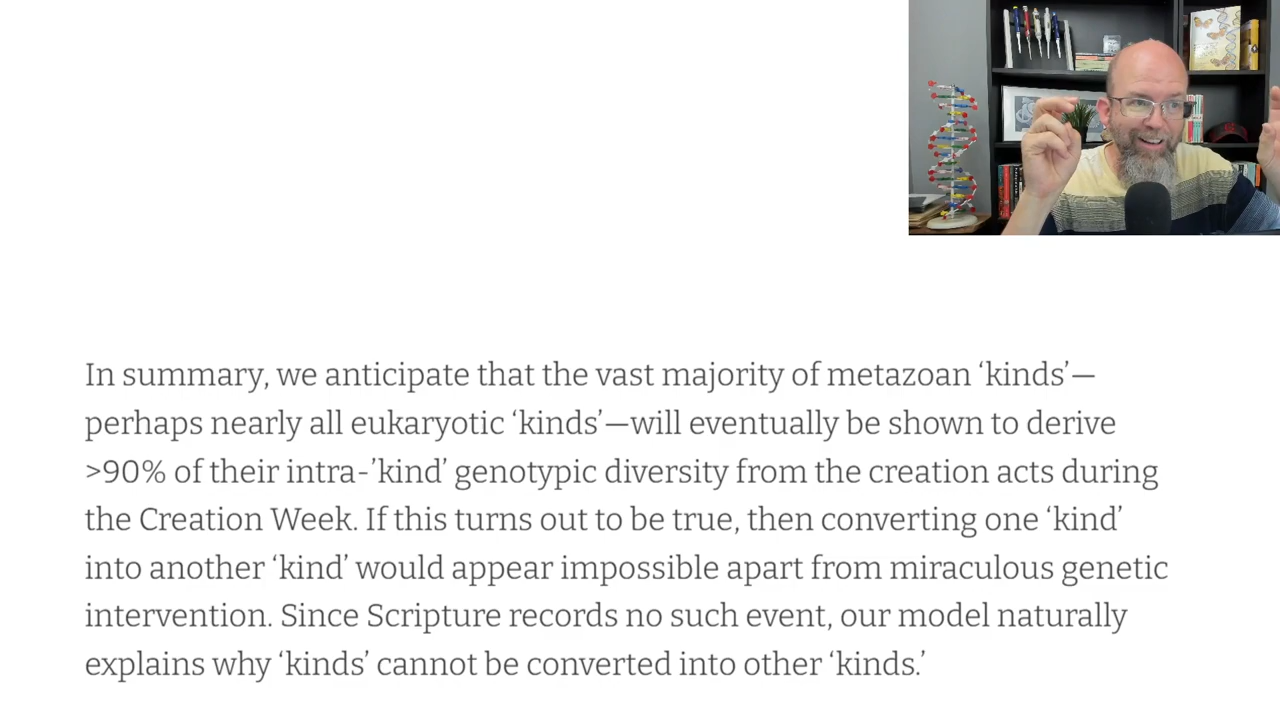 In summary, we anticipate that the vast majority of metazoan ‘kinds’—
perhaps nearly all eukaryotic ‘kinds’—will eventually be shown to derive
>90% of their intra-’kind’ genotypic diversity from the creation acts during
the Creation Week. If this turns out to be true, then converting one ‘kind’
into another ‘kind’ would appear impossible apart from miraculous genetic
intervention. Since Scripture records no such event, our model naturally
explains why ‘kinds’ cannot be converted into other ‘kinds.’